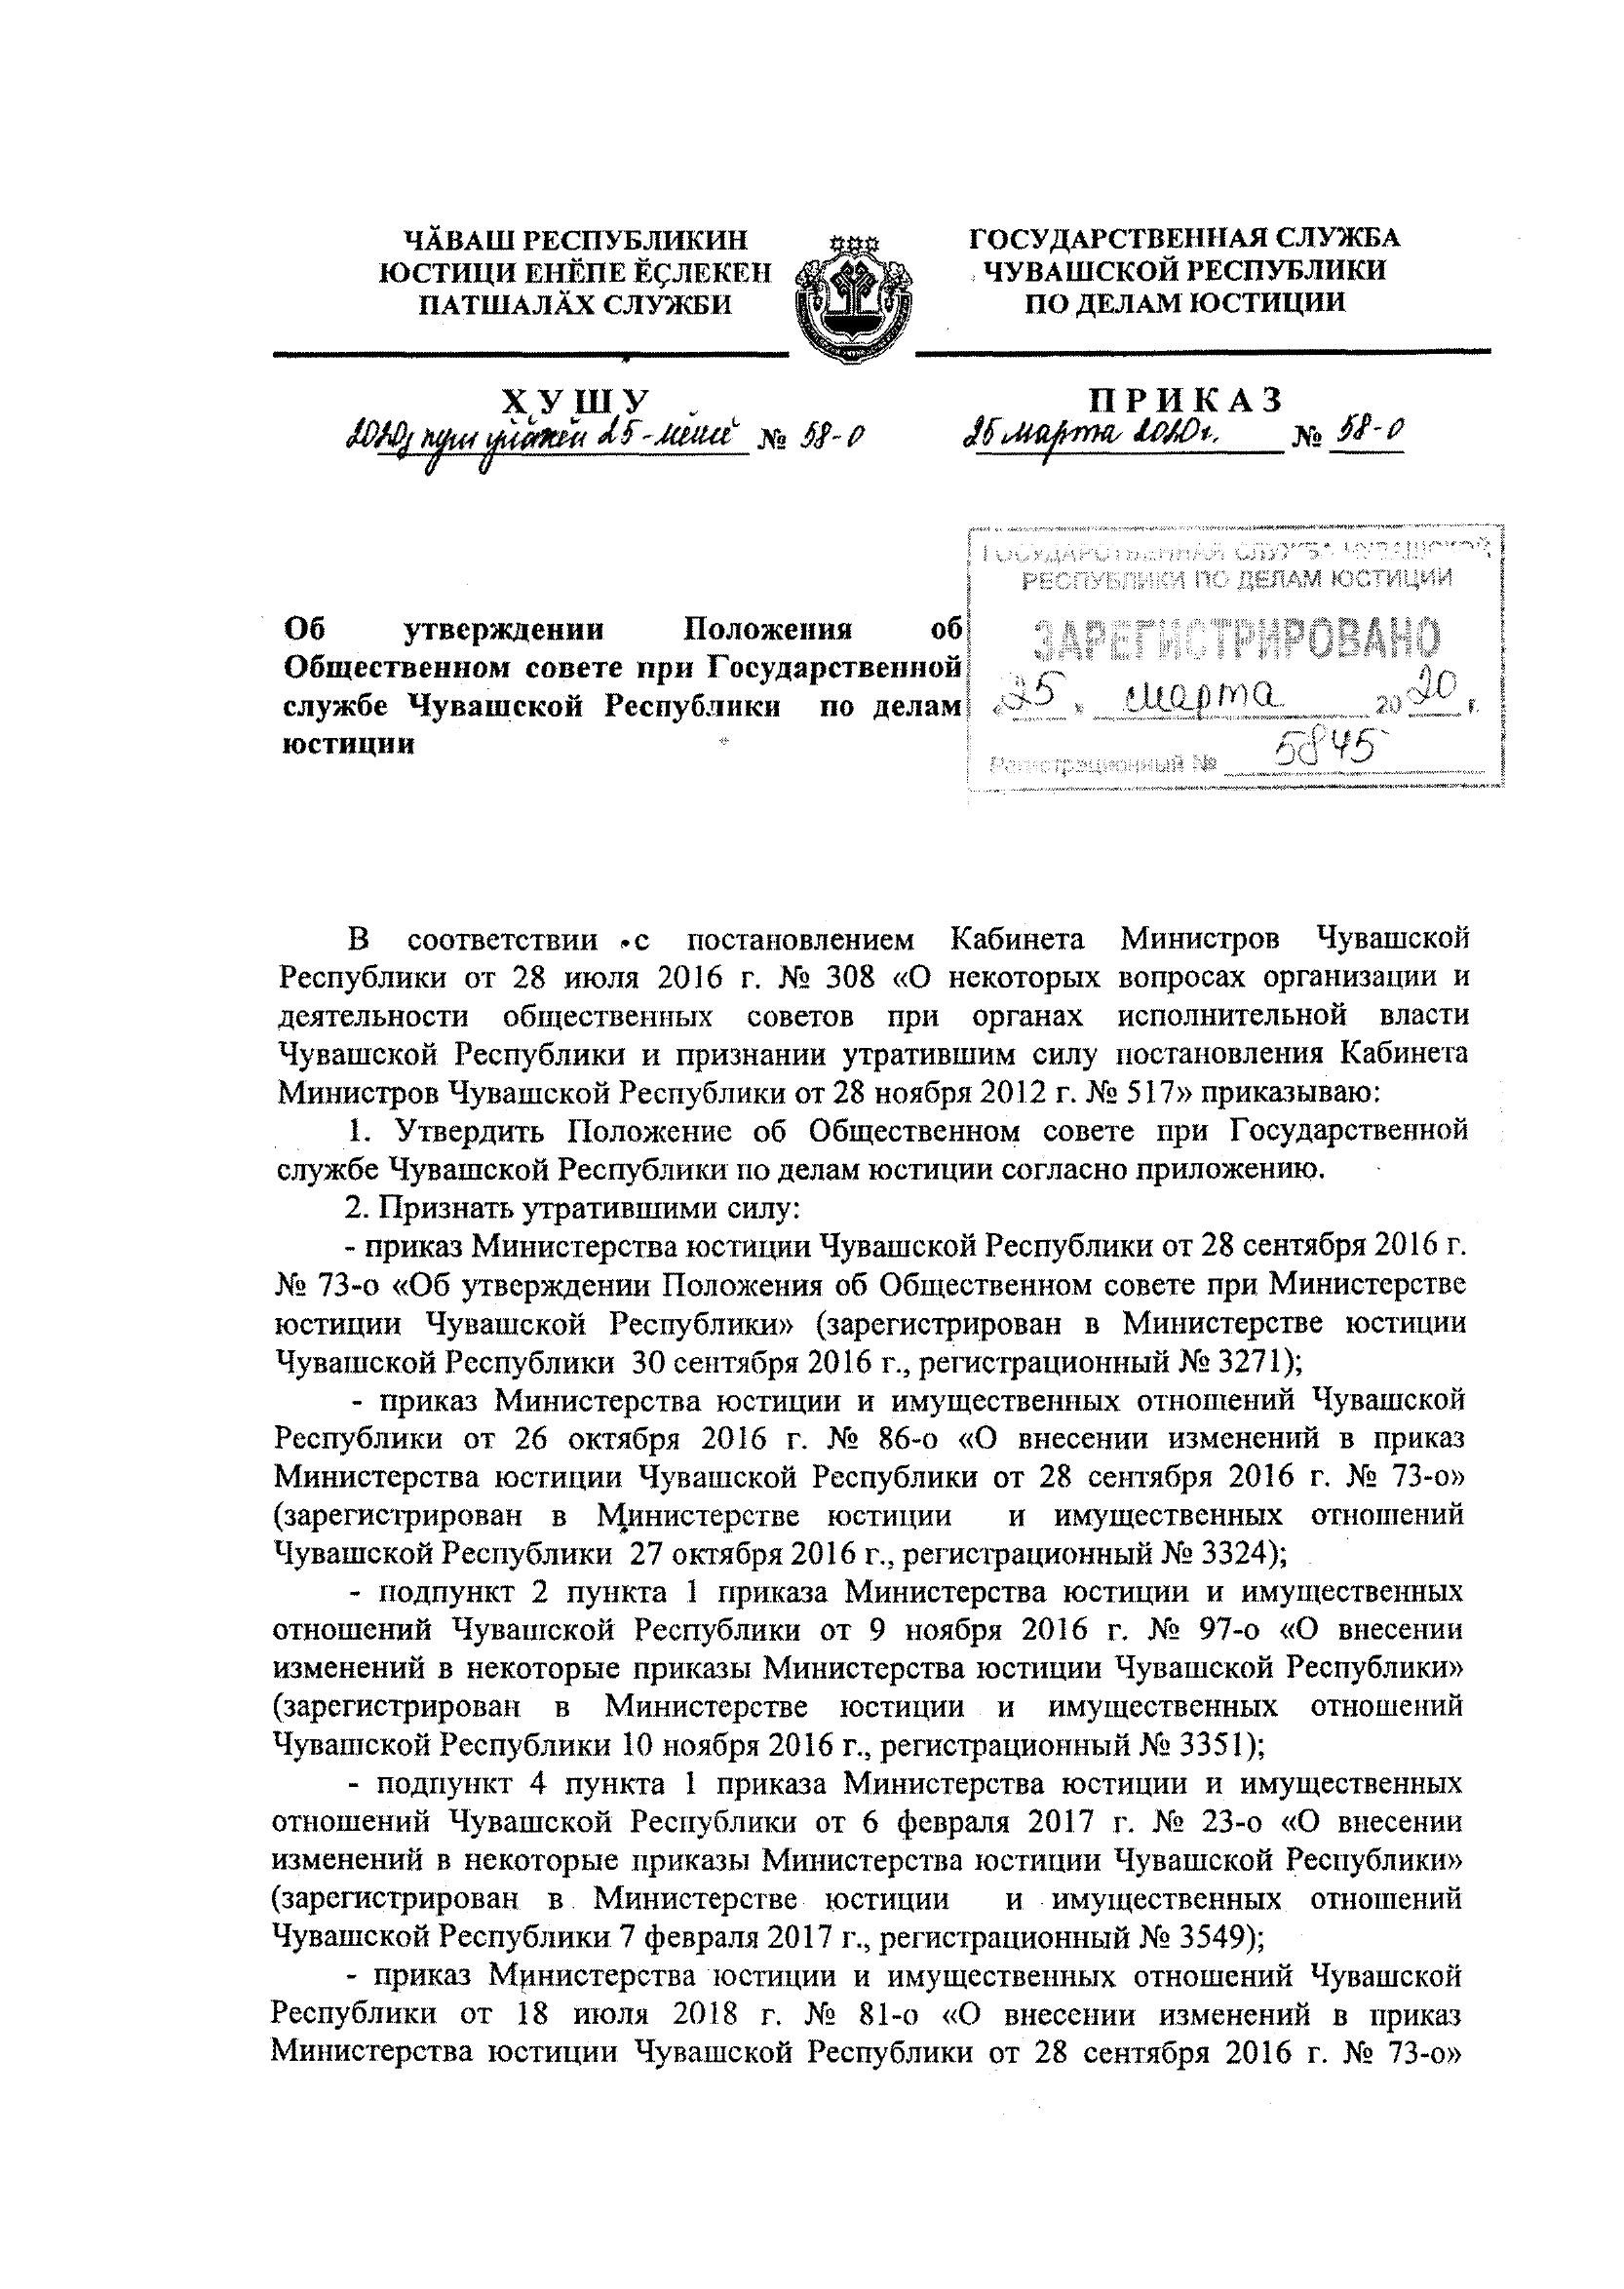 ЧӐВАШ РЕСПУБЛИКИН
ЮСТИЦИ ЕНӖПЕ ӖҪЛЕКЕН
ПАТШАЛӐХ СЛУЖБИ
ГОСУДАРСТВЕННАЯ СЛУЖБА
ЧУВАШСКОЙ РЕСПУБЛИКИ
ПО ДЕЛАМ ЮСТИЦИИ
ХУШУ
2010ҫ пуш уйӑхӗн 25-мӗшӗ № 58-о
ПРИКАЗ
25 марта 2020 г. № 58-о
ГОСУДАРСТВЕННАЯ СЛУЖБА ЧУВАШСКОЙ
РЕСПУБЛИКИ ПО ДЕЛАМ ЮСТИЦИИ
ЗАРЕГИСТРИРОВАНО
«25» марта 2020 г.
Регистрационный № 5845
Об утверждении Положения об
Общественном совете при Государственной
службе Чувашской Республики по делам
юстиции
В соответствии с постановлением Кабинета Министров Чувашской
Республики от 28 июля 2016 г. № 308 «О некоторых вопросах организации и
деятельности общественных советов при органах исполнительной власти
Чувашской Республики и признании утратившим силу постановления Кабинета
Министров Чувашской Республики от 28 ноября 2012 г. № 517» приказываю:
1. Утвердить Положение об Общественном совете при Государственной
службе Чувашской Республики по делам юстиции согласно приложению.
2. Признать утратившими силу:
- приказ Министерства юстиции Чувашской Республики от 28 сентября 2016 г.
№ 73-о «Об утверждении Положения об Общественном совете при Министерстве
юстиции Чувашской Республики» (зарегистрирован в Министерстве юстиции
Чувашской Республики 30 сентября 2016 г., регистрационный № 3271);
- приказ Министерства юстиции и имущественных отношений Чувашской
Республики от 26 октября 2016 г. № 86-о «О внесении изменений в приказ
Министерства юстиции Чувашской Республики от 28 сентября 2016 г. № 73-о»
(зарегистрирован в Министерстве юстиции и имущественных отношений
Чувашской Республики 27 октября 2016 г., регистрационный № 3324);
- подпункт 2 пункта 1 приказа Министерства юстиции и имущественных
отношений Чувашской Республики от 9 ноября 2016 г. № 97-о «О внесении
изменений в некоторые приказы Министерства юстиции Чувашской Республики»
(зарегистрирован в Министерстве юстиции и имущественных отношений
Чувашской Республики 10 ноября 2016 г., регистрационный № 3351);
- подпункт 4 пункта 1 приказа Министерства юстиции и имущественных
отношений Чувашской Республики от 6 февраля 2017 г. № 23-о «О внесении
изменений в некоторые приказы Министерства юстиции Чувашской Республики»
(зарегистрирован в Министерстве юстиции и имущественных отношений
Чувашской Республики 7 февраля 2017 г., регистрационный № 3549);
- приказ Министерства юстиции и имущественных отношений Чувашской
Республики от 18 июля 2018 г. № 81-о «О внесении изменений в приказ
Министерства юстиции Чувашской Республики от 28 сентября 2016 г. № 73-о»